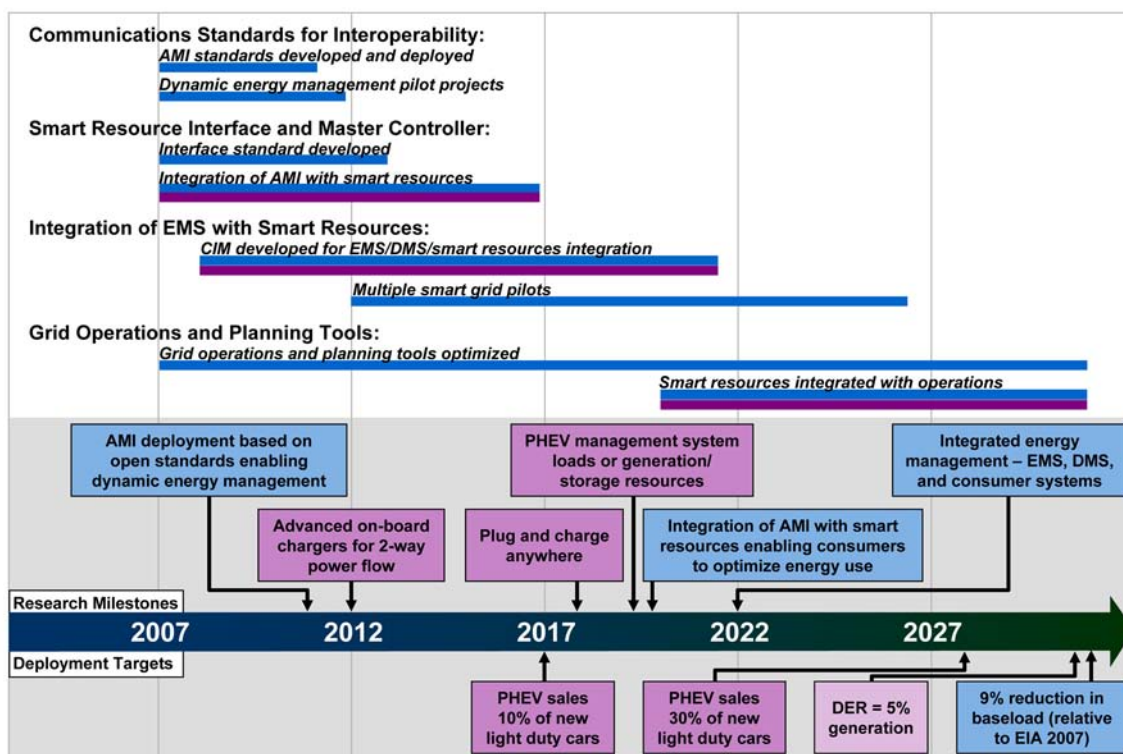 Communications Standards for Interoperability:
AMI standards developed and deployed
Dynamic energy management pilot projects
Smart Resource Interface and Master Controller:
Interface standard developed
Integration of AMI with smart resources
Integration of EMS with Smart Resources:
CIM developed for EMS/DMS/smart resources integration
Multiple smart grid pilots
Grid Operations and Planning Tools:
Grid operations and planning tools optimized
Smart resources integrated with operations
AMI deployment based on
open standards enabling
dynamic energy management
PHEV management system
loads or generation/
storage resources
Integrated energy
management – EMS, DMS,
and consumer systems
Advanced on-board
chargers for 2-way
power flow
Plug and charge
anywhere
Integration of AMI with smart
resources enabling consumers
to optimize energy use
Research Milestones
2007 2012 2017 2022 2027
Deployment Targets
PHEV sales
10% of new
light duty cars
PHEV sales
30% of new
light duty cars
DER = 5%
generation
9% reduction in
baseload (relative
to EIA 2007)